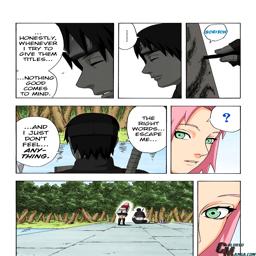 ...
HONESTLY,
WHENEVER
I TRY TO
GIVE THEM
TITLES...
...NOTHING
GOOD
COMES
TO MIND.
...AND I
JUST
DON'T
FEEL...
ANY-
THING.
THE
RIGHT
WORDS...
ESCAPE
ME...
?